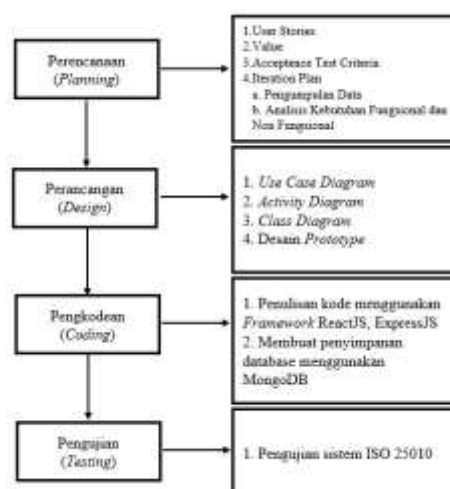 Perencanaan
(Planning)
1.User Stories
2.Value
3.Acceptence Test Criteria
4.Iteration Plan
a. Pengumpulan Data
b. Analisis Kebutuhan Fungsional dan
Non Fungsional
Perancangan
(Design)
1. Use Case Diagram
2. Activity Diagram
3. Class Diagram
4. Desain Prototype
Pengkodean
(Coding)
1. Penulisan kode menggunakan
Framework ReactJS, ExpressJS
2. Membuat penyimpanan
database menggunakan
MongoDB
Pengujian
(Testing)
1. Pengujian sistem ISO 25010